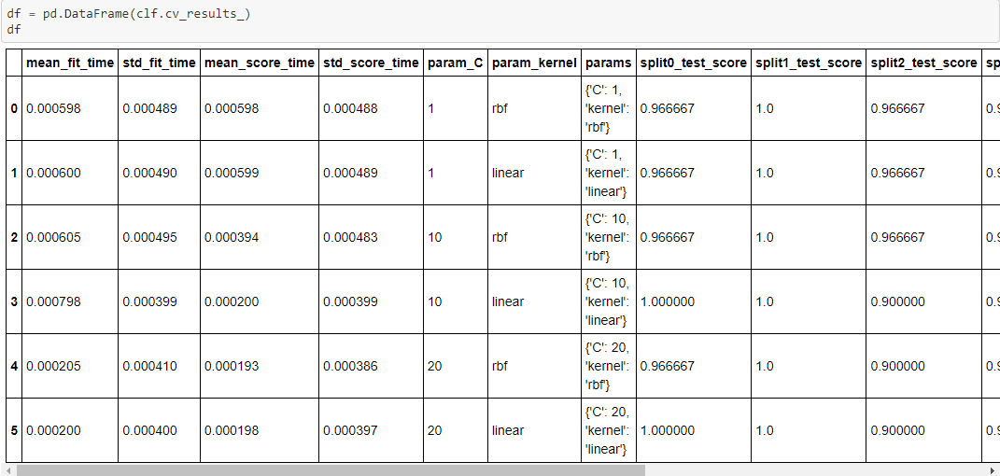 df = pd.DataFrame(clf.cv_results_)
df
mean_fit_time std_fit_time mean_score_time std_score_time param_C param_kernel params split0_test_score split1_test_score split2_test_score sp
{'C': 1,
0 0.000598 0.000489 0.000598 0.000488 1 rbf 'kernel': 0.966667 1.0 0.966667 0.9
'rbf'}
{'C': 1,
1 0.000600 0.000490 0.000599 0.000489 1 linear 'kernel': 0.966667 1.0 0.966667 0.9
'linear'}
{'C': 10,
2 0.000605 0.000495 0.000394 0.000483 10 rbf 'kernel': 0.966667 1.0 0.966667 0.9
'rbf'}
{'C': 10,
3 0.000798 0.000399 0.000200 0.000399 10 linear 'kernel': 1.000000 1.0 0.900000 0.9
'linear'}
{'C': 20,
4 0.000205 0.000410 0.000193 0.000386 20 rbf 'kernel': 0.966667 1.0 0.900000 0.9
'rbf'}
{'C': 20,
5 0.000200 0.000400 0.000198 0.000397 20 linear 'kernel': 1.000000 1.0 0.900000 0.9
'linear'}